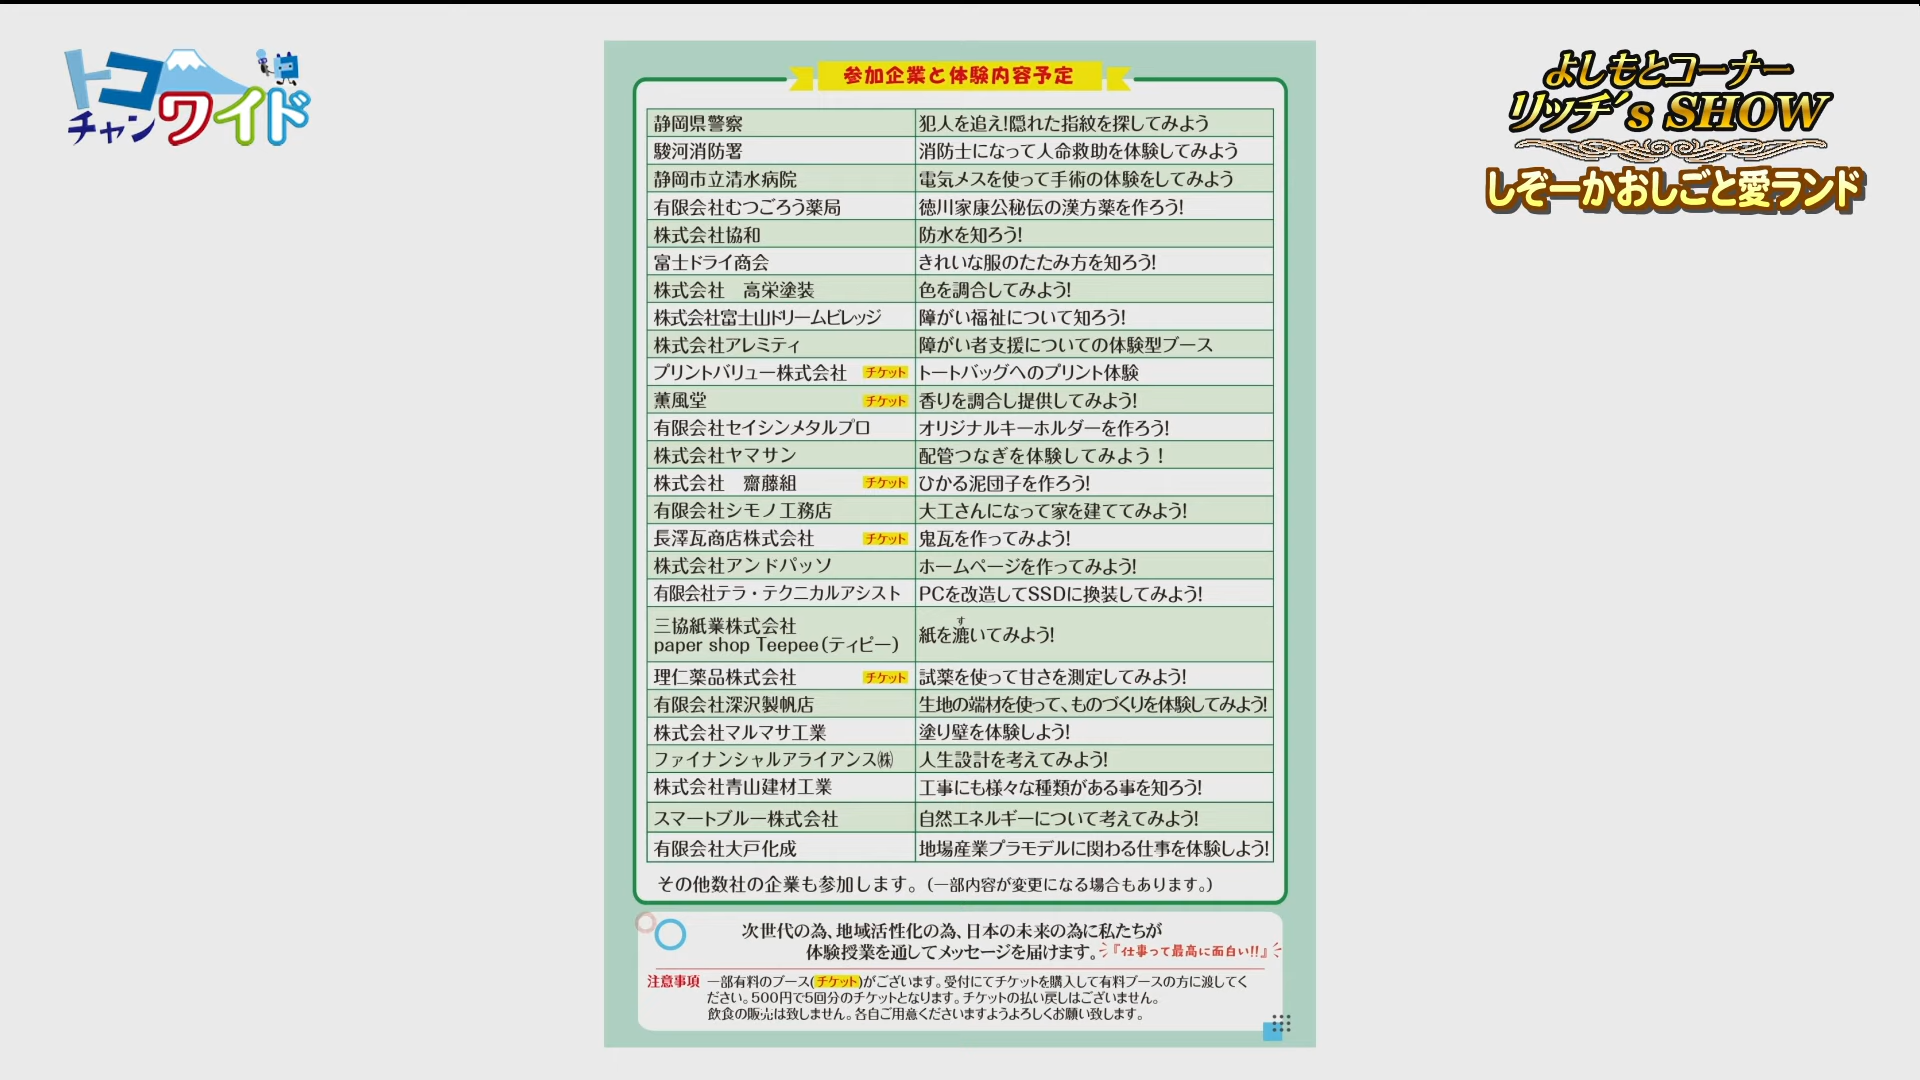 トコチャンワイド
よしもとコーナー
リッチ's SHOW
しぞーかおしごと愛ランド
参加企業と体験内容予定
静岡県警察 犯人を追え!隠れた指紋を探してみよう
駿河消防署 消防士になって人命救助を体験してみよう
静岡市立清水病院 電気メスを使って手術の体験をしてみよう
有限会社むつごろう薬局 徳川家康公秘伝の漢方薬を作ろう!
株式会社協和 防水を知ろう!
富士ドライ商会 きれいな服のたたみ方を知ろう!
株式会社　高栄塗装 色を調合してみよう!
株式会社富士山ドリームビレッジ 障がい福祉について知ろう!
株式会社アレミティ 障がい者支援についての体験型ブース
プリントバリュー株式会社 チケット トートバッグへのプリント体験
薫風堂 チケット 香りを調合し提供してみよう!
有限会社セイシンメタルプロ オリジナルキーホルダーを作ろう!
株式会社ヤマサン 配管つなぎを体験してみよう！
株式会社　齋藤組 チケット ひかる泥団子を作ろう!
有限会社シモノ工務店 大工さんになって家を建ててみよう!
長澤瓦商店株式会社 チケット 鬼瓦を作ってみよう!
株式会社アンドパッソ ホームページを作ってみよう!
有限会社テラ・テクニカルアシスト PCを改造してSSDに換装してみよう!
三協紙業株式会社
paper shop Teepee(ティピー) 紙を漉いてみよう!
す
理仁薬品株式会社 チケット 試薬を使って甘さを測定してみよう!
有限会社深沢製帆店 生地の端材を使って、ものづくりを体験してみよう!
株式会社マルマサ工業 塗り壁を体験しよう!
ファイナンシャルアライアンス㈱ 人生設計を考えてみよう!
株式会社青山建材工業 工事にも様々な種類がある事を知ろう!
スマートブルー株式会社 自然エネルギーについて考えてみよう!
有限会社大戸化成 地場産業プラモデルに関わる仕事を体験しよう!
その他数社の企業も参加します。(一部内容が変更になる場合もあります。)
次世代の為、地域活性化の為、日本の未来の為に私たちが
体験授業を通してメッセージを届けます。『仕事って最高に面白い!!』
注意事項 一部有料のブース(チケット)がございます。受付にてチケットを購入して有料ブースの方に渡してく
ださい。500円で5回分のチケットとなります。チケットの払い戻しはございません。
飲食の販売は致しません。各自ご用意くださいますようよろしくお願い致します。